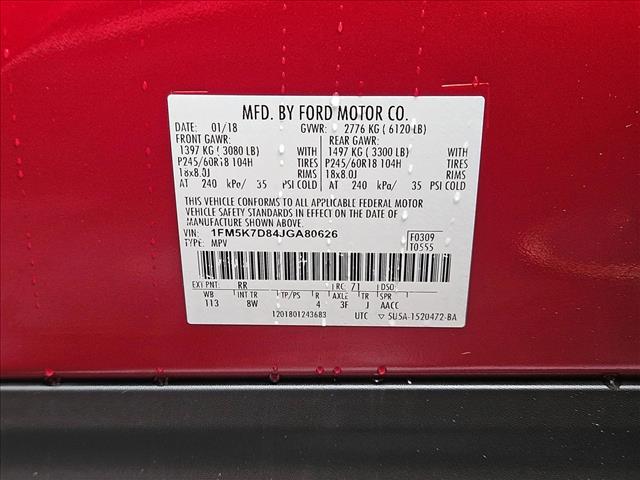 MFD. BY FORD MOTOR CO.
DATE: 01/18 GVWR: 2776 KG ( 6120 LB)
FRONT GAWR: REAR GAWR:
1397 KG ( 3080 LB) WITH 1497 KG ( 3300 LB) WITH
P245/60R18 104H TIRES P245/60R18 104H TIRES
18x8.0J RIMS 18x8.0J RIMS
AT 240 kPa/ 35 PSI COLD AT 240 kPa/ 35 PSI COLD
THIS VEHICLE CONFORMS TO ALL APPLICABLE FEDERAL MOTOR
VEHICLE SAFETY STANDARDS IN EFFECT ON THE DATE OF
MANUFACTURE SHOWN ABOVE.
VIN: 1FM5K7D84JGA80626 F0309
TYPE: MPV T0555
EXT PNT: RR RC: 71 DSO:
WB INT TR TP/PS R AXLE TR SPR
113 8W 4 3F J AACC
1201801243683 UTC ▽ 5U5A-1520472-BA